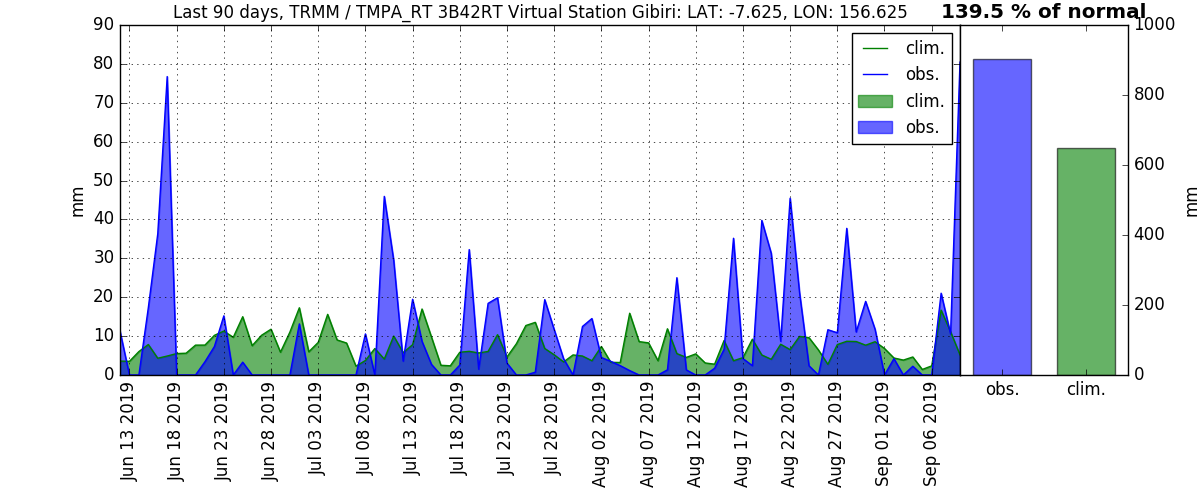 Last 90 days, TRMM / TMPA_RT 3B42RT Virtual Station Gibiri: LAT: -7.625, LON: 156.625
139.5 % of normal
90
80
70
60
50
40
30
20
10
0
mm
clim.
obs.
clim.
obs.
Jun 13 2019
Jun 18 2019
Jun 23 2019
Jun 28 2019
Jul 03 2019
Jul 08 2019
Jul 13 2019
Jul 18 2019
Jul 23 2019
Jul 28 2019
Aug 02 2019
Aug 07 2019
Aug 12 2019
Aug 17 2019
Aug 22 2019
Aug 27 2019
Sep 01 2019
Sep 06 2019
1000
800
600
400
200
0
mm
obs.
clim.